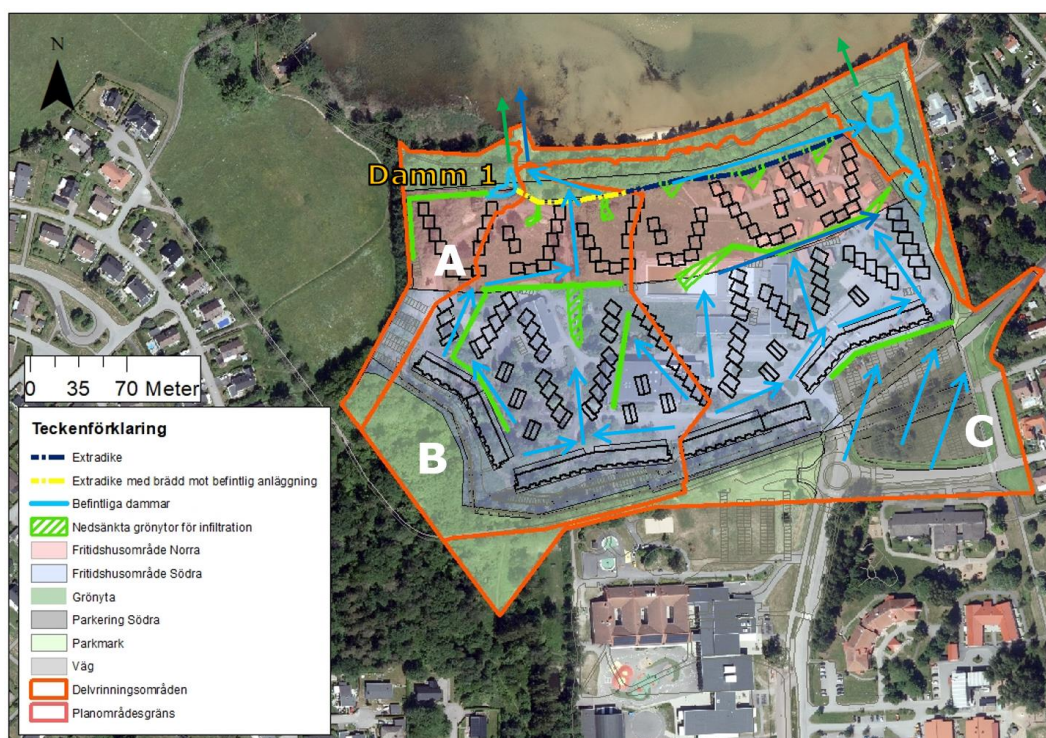 N
Damm 1
A
B
C
0 35 70 Meter
Teckenförklaring
Extradike
Extradike med brädd mot befintlig anläggning
Befintliga dammar
Nedsänkta grönytor för infiltration
Fritidshusområde Norra
Fritidshusområde Södra
Grönyta
Parkering Södra
Parkmark
Väg
Delvrinningsområden
Planområdesgräns